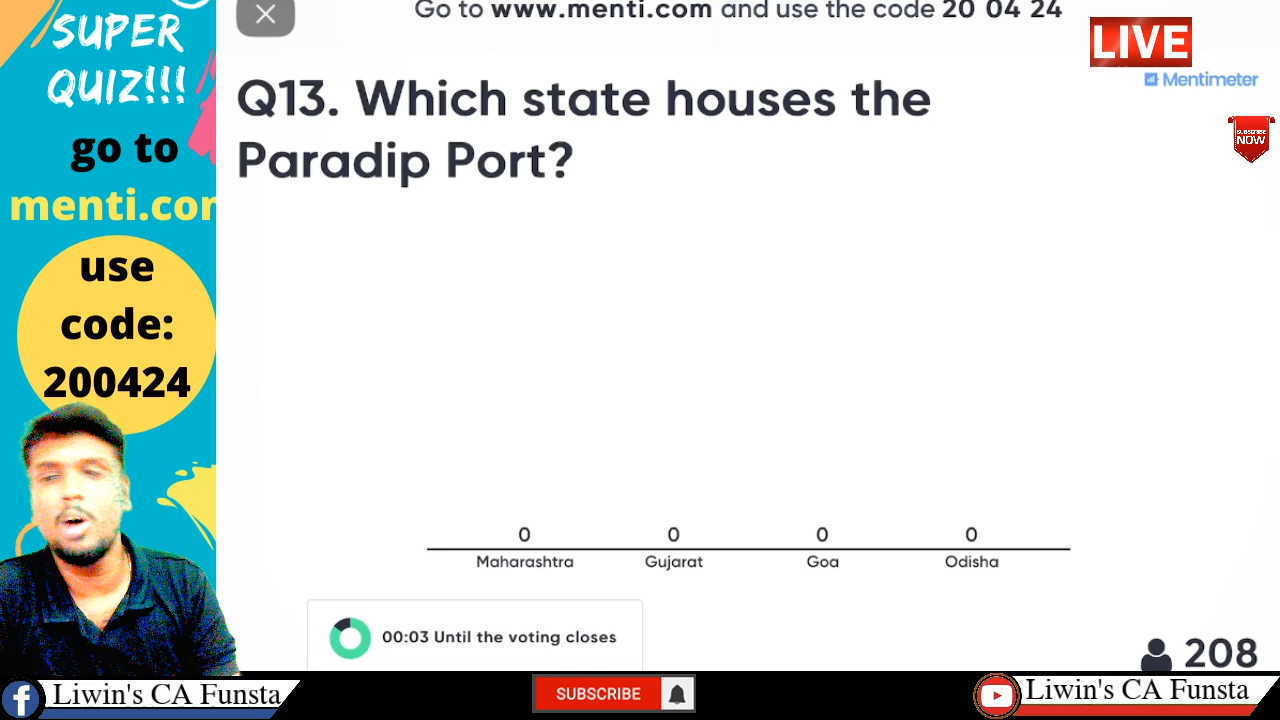 SUPER
QUIZ!!!
go to
menti.com
use
code:
200424
Go to www.menti.com and use the code 20 04 24
LIVE
Mentimeter
SUBSCRIBE
NOW
Q13. Which state houses the
Paradip Port?
0 0 0 0
Maharashtra Gujarat Goa Odisha
00:03 Until the voting closes
208
Liwin's CA Funsta
SUBSCRIBE
Liwin's CA Funsta